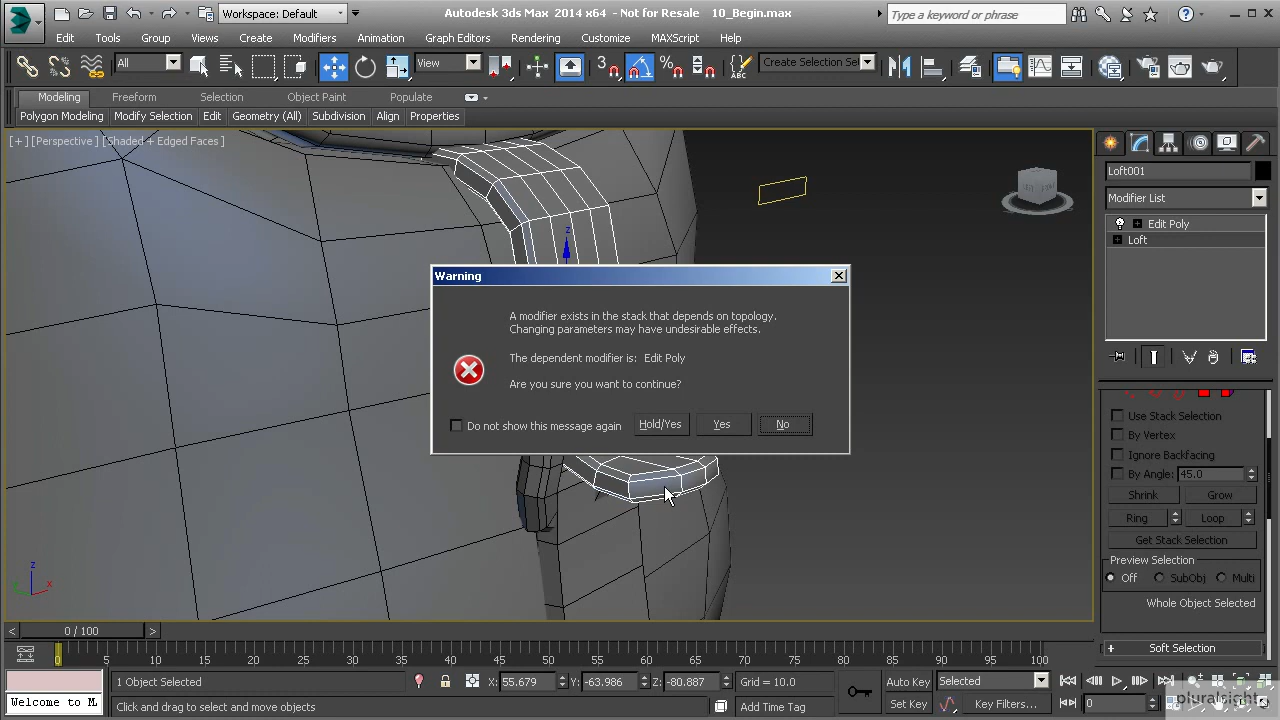 Workspace: Default
Autodesk 3ds Max 2014 x64 - Not for Resale 10_Begin.max
Type a keyword or phrase
Edit Tools Group Views Create Modifiers Animation Graph Editors Rendering Customize MAXScript Help
All View 3 Create Selection Se
Modeling Freeform Selection Object Paint Populate
Polygon Modeling Modify Selection Edit Geometry (All) Subdivision Align Properties
[+][Perspective][Shaded + Edged Faces]
Loft001
Modifier List
Edit Poly
Loft
z
Warning
A modifier exists in the stack that depends on topology.
Changing parameters may have undesirable effects.
The dependent modifier is: Edit Poly
Are you sure you want to continue?
Do not show this message again
Hold/Yes Yes No
Use Stack Selection
By Vertex
Ignore Backfacing
By Angle: 45.0
Shrink Grow
Ring Loop
Get Stack Selection
Preview Selection
Off SubObj Multi
Whole Object Selected
+ Soft Selection
z
x
< 0 / 100 >
0 5 10 15 20 25 30 35 40 45 50 55 60 65 70 75 80 85 90 95 100
1 Object Selected X: 55.679 Y: -63.986 Z: -80.887 Grid = 10.0 Auto Key Selected
Welcome to M Click and drag to select and move objects Add Time Tag Set Key Key Filters... 0
pluralsight